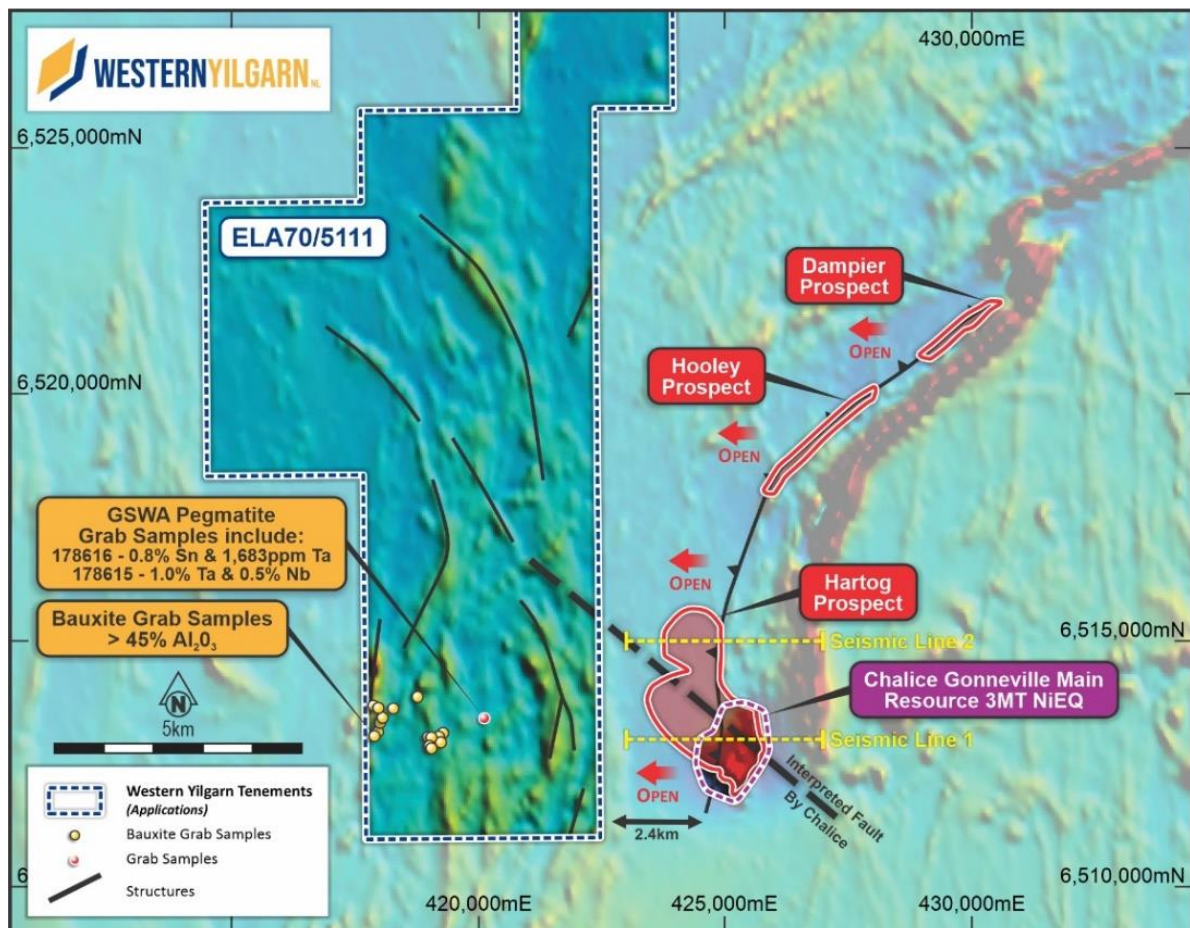 WESTERN YILGARN NL
430,000mE
6,525,000mN
ELA70/5111
Dampier
Prospect
OPEN
Hooley
Prospect
6,520,000mN
OPEN
GSWA Pegmatite
Grab Samples include:
178616 - 0.8% Sn & 1,683ppm Ta
178615 - 1.0% Ta & 0.5% Nb
OPEN
Hartog
Prospect
Bauxite Grab Samples
> 45% Al₂0₃
6,515,000mN
Seismic Line 2
Chalice Gonneville Main
Resource 3MT NiEQ
N
5km
Seismic Line 1
OPEN
Interpreted Fault
By Chalice
2.4km
Western Yilgarn Tenements
(Applications)
Bauxite Grab Samples
Grab Samples
Structures
6,510,000mN
420,000mE
425,000mE
430,000mE